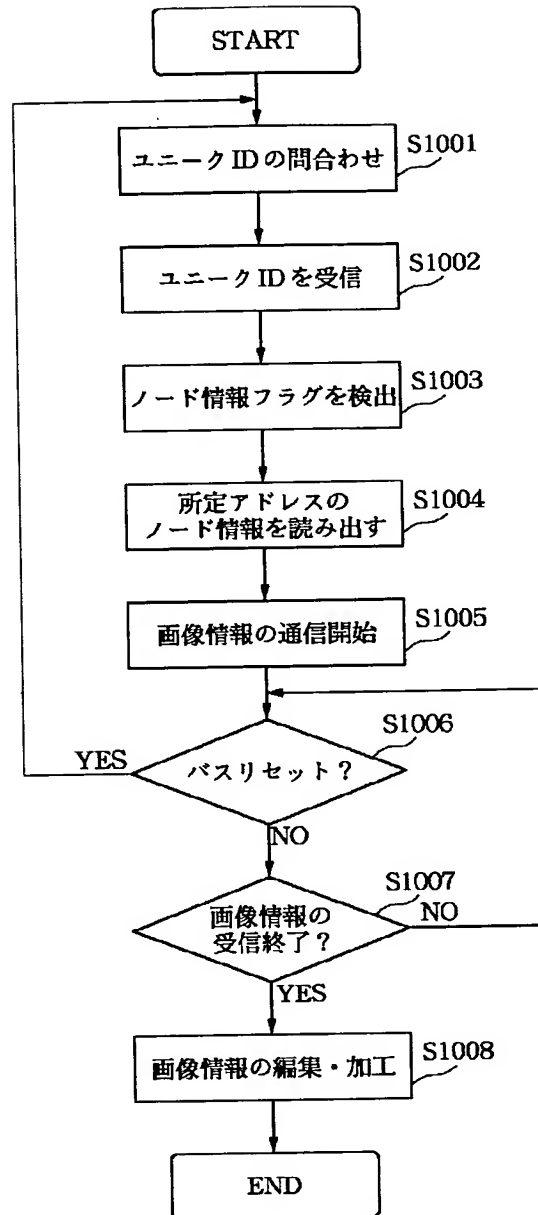 START
ユニークIDの問合わせ
S1001
ユニークIDを受信
S1002
ノード情報フラグを検出
S1003
所定アドレスの
ノード情報を読み出す
S1004
画像情報の通信開始
S1005
バスリセット?
S1006
YES
NO
画像情報の
受信終了?
S1007
NO
YES
画像情報の編集・加工
S1008
END